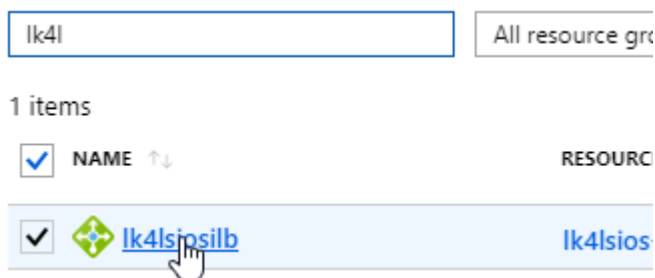 lk4l All resource gro
1 items
NAME ↑↓ RESOURC
lk4lsiosilb lk4lsios-